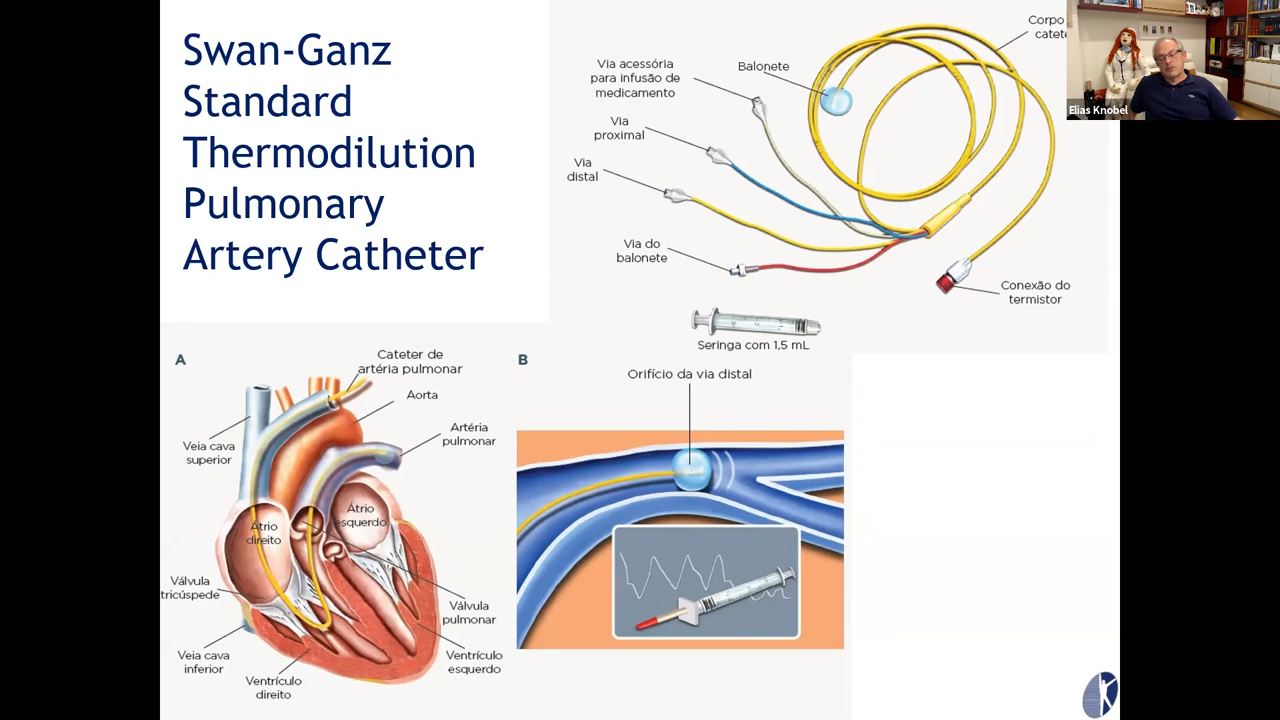 Swan-Ganz
Standard
Thermodilution
Pulmonary
Artery Catheter
Corpo
catet
Via acessória
para infusão de
medicamento
Balonete
Via
proximal
Via
distal
Via do
balonete
Conexão do
termistor
Seringa com 1,5 mL
Elias Knobel
A
Cateter de
artéria pulmonar
Aorta
Artéria
pulmonar
Veia cava
superior
Átrio
direito
Átrio
esquerdo
Válvula
tricúspede
Válvula
pulmonar
Veia cava
inferior
Ventrículo
esquerdo
Ventrículo
direito
B
Orifício da via distal